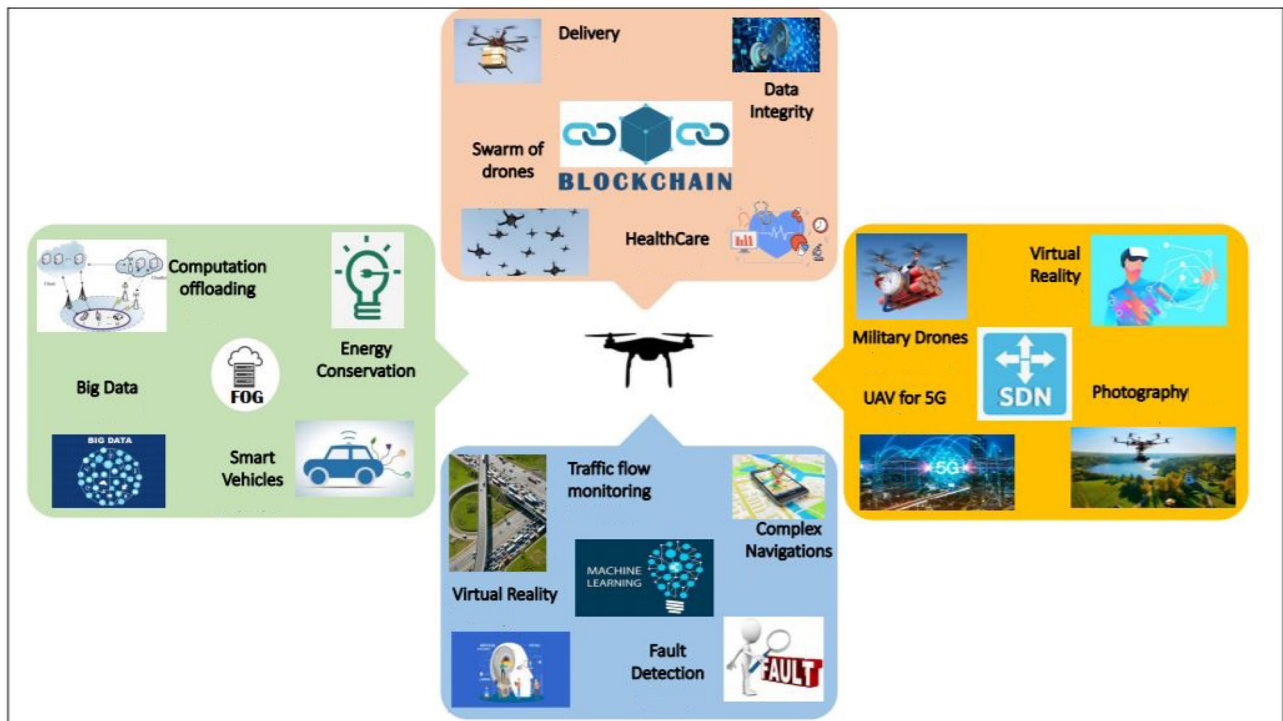 Delivery
Data
Integrity
Swarm of
drones
BLOCKCHAIN
HealthCare
Computation
offloading
Energy
Conservation
FOG
Big Data
BIG DATA
Smart
Vehicles
Military Drones
Virtual
Reality
SDN
UAV for 5G
Photography
5G
Traffic flow
monitoring
Complex
Navigations
MACHINE
LEARNING
Virtual Reality
Fault
Detection
FAULT